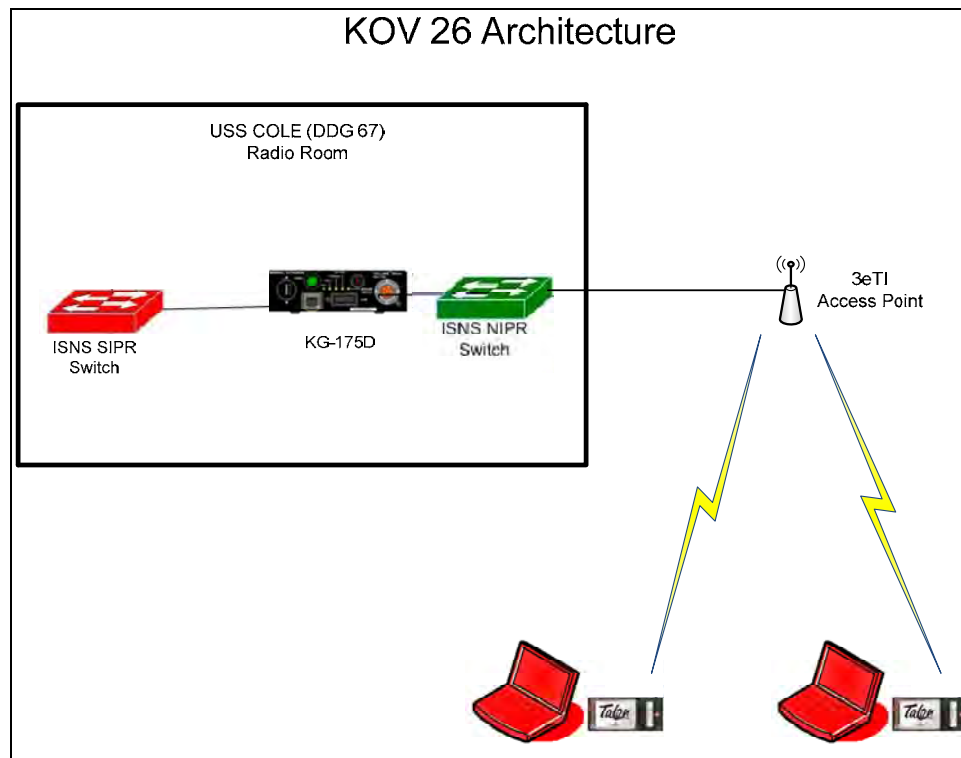 KOV 26 Architecture
USS COLE (DDG 67)
Radio Room
ISNS SIPR
Switch
KG-175D
ISNS NIPR
Switch
3eTI
Access Point
Talon
Talon